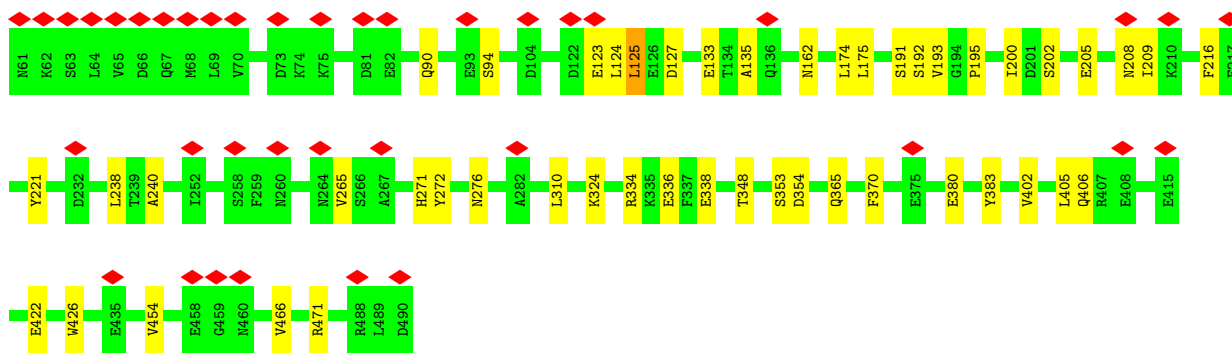 N61 K62 S63 L64 V65 D66 Q67 M68 L69 V70 D73 K74 K75 D81 E82 Q90 E93 S94 D104 D122 E123 L124 L125 E126 D127 E133 T134 A135 Q136 N162 L174 L175 S191 S192 V193 G194 P195 I200 D201 S202 E205 N208 I209 K210 F216
Y221 D232 L238 T239 A240 I252 S258 F259 N260 N264 V265 S266 A267 H271 Y272 N276 A282 L310 K324 R334 K335 E336 F337 E338 T348 S353 D354 Q365 F370 E375 E380 Y383 V402 L405 Q406 R407 E408 E415
E422 W426 E435 V454 E458 G459 N460 V466 R471 R488 L489 D490